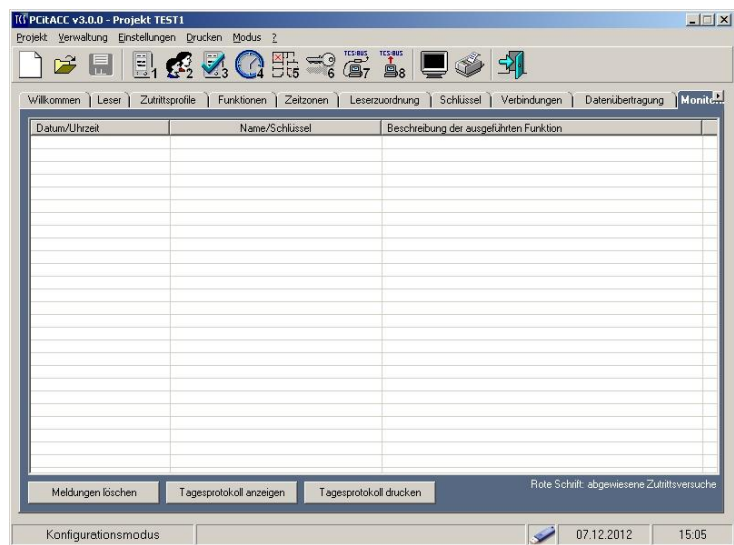 PCitACC v3.0.0 - Projekt TEST1
Projekt Verwaltung Einstellungen Drucken Modus ?
1 2 3 4 5 6 TCS:BUS 7 TCS:BUS 8
Willkommen Leser Zutrittsprofile Funktionen Zeitzonen Leserzuordnung Schlüssel Verbindungen Datenübertragung Monito...
Datum/Uhrzeit Name/Schlüssel Beschreibung der ausgeführten Funktion
Meldungen löschen Tagesprotokoll anzeigen Tagesprotokoll drucken Rote Schrift: abgewiesene Zutrittsversuche
Konfigurationsmodus 07.12.2012 15:05